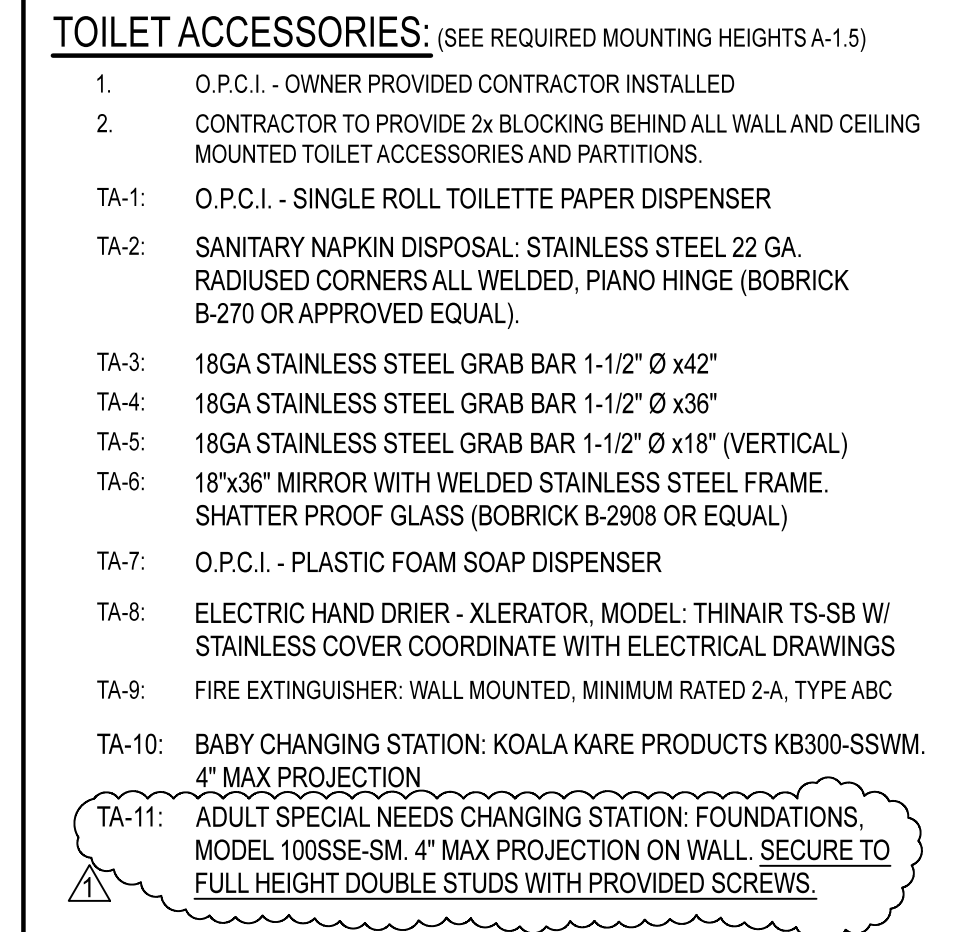 TOILET ACCESSORIES: (SEE REQUIRED MOUNTING HEIGHTS A-1.5)
1. O.P.C.I. - OWNER PROVIDED CONTRACTOR INSTALLED
2. CONTRACTOR TO PROVIDE 2x BLOCKING BEHIND ALL WALL AND CEILING
MOUNTED TOILET ACCESSORIES AND PARTITIONS.
TA-1: O.P.C.I. - SINGLE ROLL TOILETTE PAPER DISPENSER
TA-2: SANITARY NAPKIN DISPOSAL: STAINLESS STEEL 22 GA.
RADIUSED CORNERS ALL WELDED, PIANO HINGE (BOBRICK
B-270 OR APPROVED EQUAL).
TA-3: 18GA STAINLESS STEEL GRAB BAR 1-1/2" Ø x42"
TA-4: 18GA STAINLESS STEEL GRAB BAR 1-1/2" Ø x36"
TA-5: 18GA STAINLESS STEEL GRAB BAR 1-1/2" Ø x18" (VERTICAL)
TA-6: 18"x36" MIRROR WITH WELDED STAINLESS STEEL FRAME.
SHATTER PROOF GLASS (BOBRICK B-2908 OR EQUAL)
TA-7: O.P.C.I. - PLASTIC FOAM SOAP DISPENSER
TA-8: ELECTRIC HAND DRIER - XLERATOR, MODEL: THINAIR TS-SB W/
STAINLESS COVER COORDINATE WITH ELECTRICAL DRAWINGS
TA-9: FIRE EXTINGUISHER: WALL MOUNTED, MINIMUM RATED 2-A, TYPE ABC
TA-10: BABY CHANGING STATION: KOALA KARE PRODUCTS KB300-SSWM.
4" MAX PROJECTION
TA-11: ADULT SPECIAL NEEDS CHANGING STATION: FOUNDATIONS,
MODEL 100SSE-SM. 4" MAX PROJECTION ON WALL. SECURE TO
1 FULL HEIGHT DOUBLE STUDS WITH PROVIDED SCREWS.